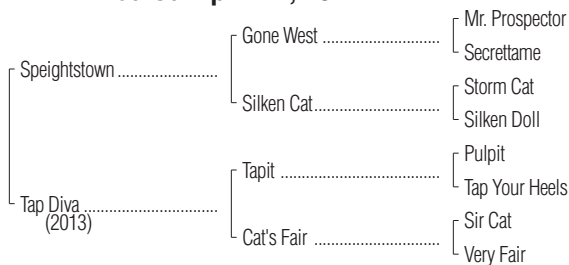 Mr. Prospector
Gone West ..............................
Secrettame
Speightstown .........................
Storm Cat
Silken Cat................................
Silken Doll
Pulpit
Tapit ........................................
Tap Your Heels
Tap Diva ..................................
(2013)
Sir Cat
Cat's Fair ................................
Very Fair